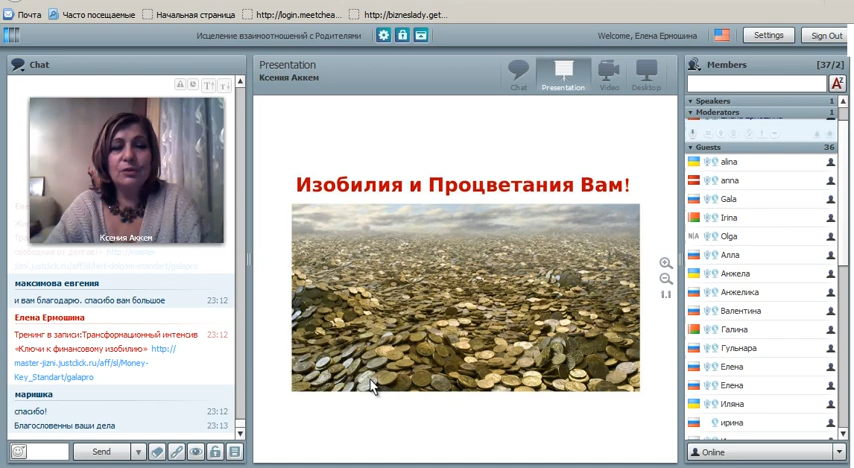 Почта
Часто посещаемые
Начальная страница
http://login.meetchea...
http://bizneslady.get...
Исцеление взаимоотношений с Родителями
Welcome, Елена Ермошина
Settings
Sign Out
Chat
Ксения Аккем
максимова евгения
и вам благодарю. спасибо вам большое 23:12
Елена Ермошина
Тренинг в записи:Трансформационный интенсив 23:12
«Ключи к финансовому изобилию» http://
master-jizni.justclick.ru/aff/sl/Money-
Key_Standart/galapro
маришка
спасибо! 23:12
Благословенны ваши дела 23:13
Send
Presentation
Ксения Аккем
Chat
Presentation
Video
Desktop
Изобилия и Процветания Вам!
1.1
Members [37/2]
Speakers 1
Moderators 1
Guests 36
alina
anna
Gala
Irina
N\A Olga
Алла
Анжела
Анжелика
Валентина
Галина
Гульнара
Елена
Елена
Иляна
ирина
Online